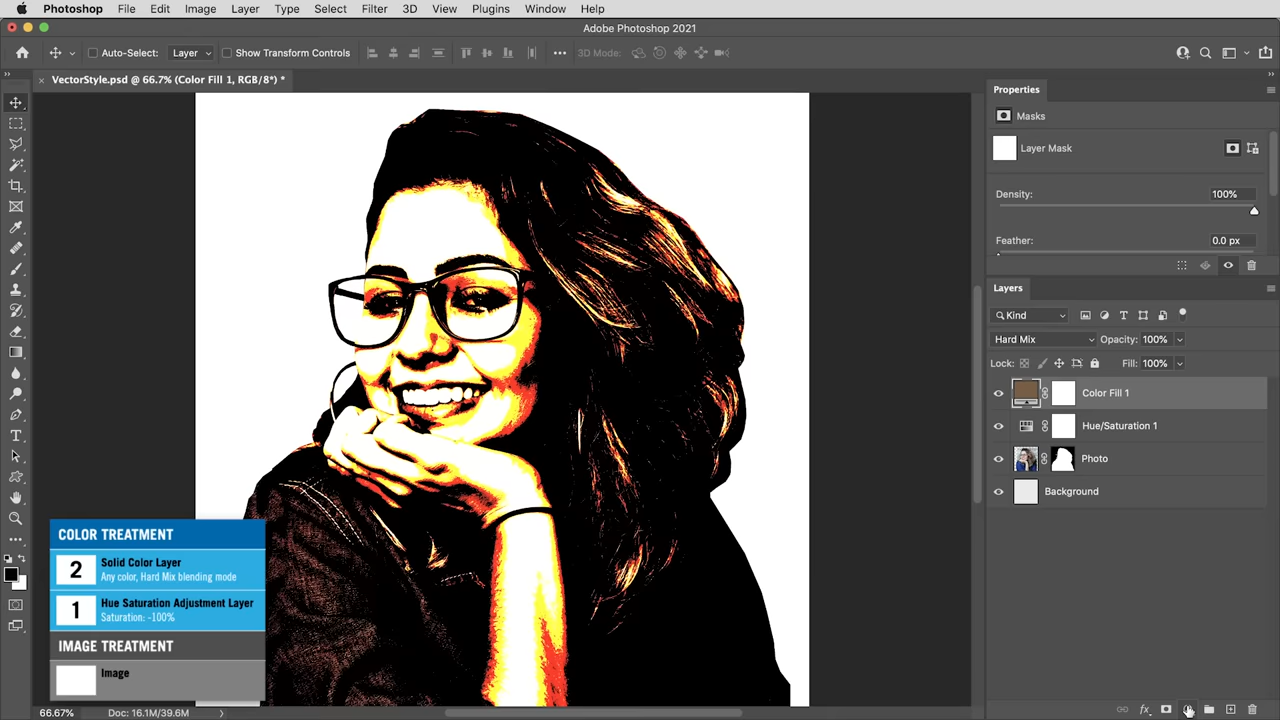 Photoshop File Edit Image Layer Type Select Filter 3D View Plugins Window Help
Adobe Photoshop 2021
Auto-Select: Layer Show Transform Controls 3D Mode:
VectorStyle.psd @ 66.7% (Color Fill 1, RGB/8*) *
Properties
Masks
Layer Mask
Density: 100%
Feather: 0.0 px
Layers
Kind
Hard Mix Opacity: 100%
Lock: Fill: 100%
Color Fill 1
Hue/Saturation 1
Photo
Background
COLOR TREATMENT
2 Solid Color Layer
Any color, Hard Mix blending mode
1 Hue Saturation Adjustment Layer
Saturation: -100%
IMAGE TREATMENT
Image
66.67% Doc: 16.1M/39.6M